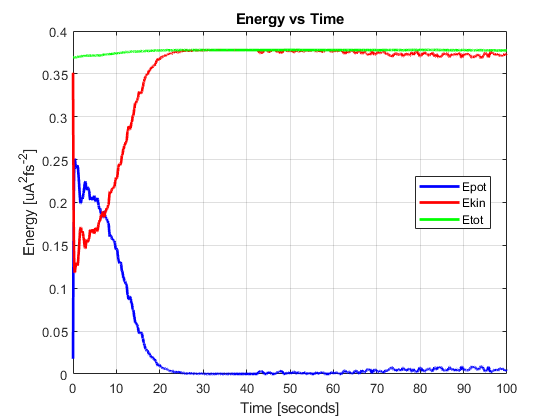 Energy vs Time
0.4
0.35
0.3
0.25
0.2
0.15
0.1
0.05
0
Energy [uA²fs⁻²]
Epot
Ekin
Etot
0 10 20 30 40 50 60 70 80 90 100
Time [seconds]